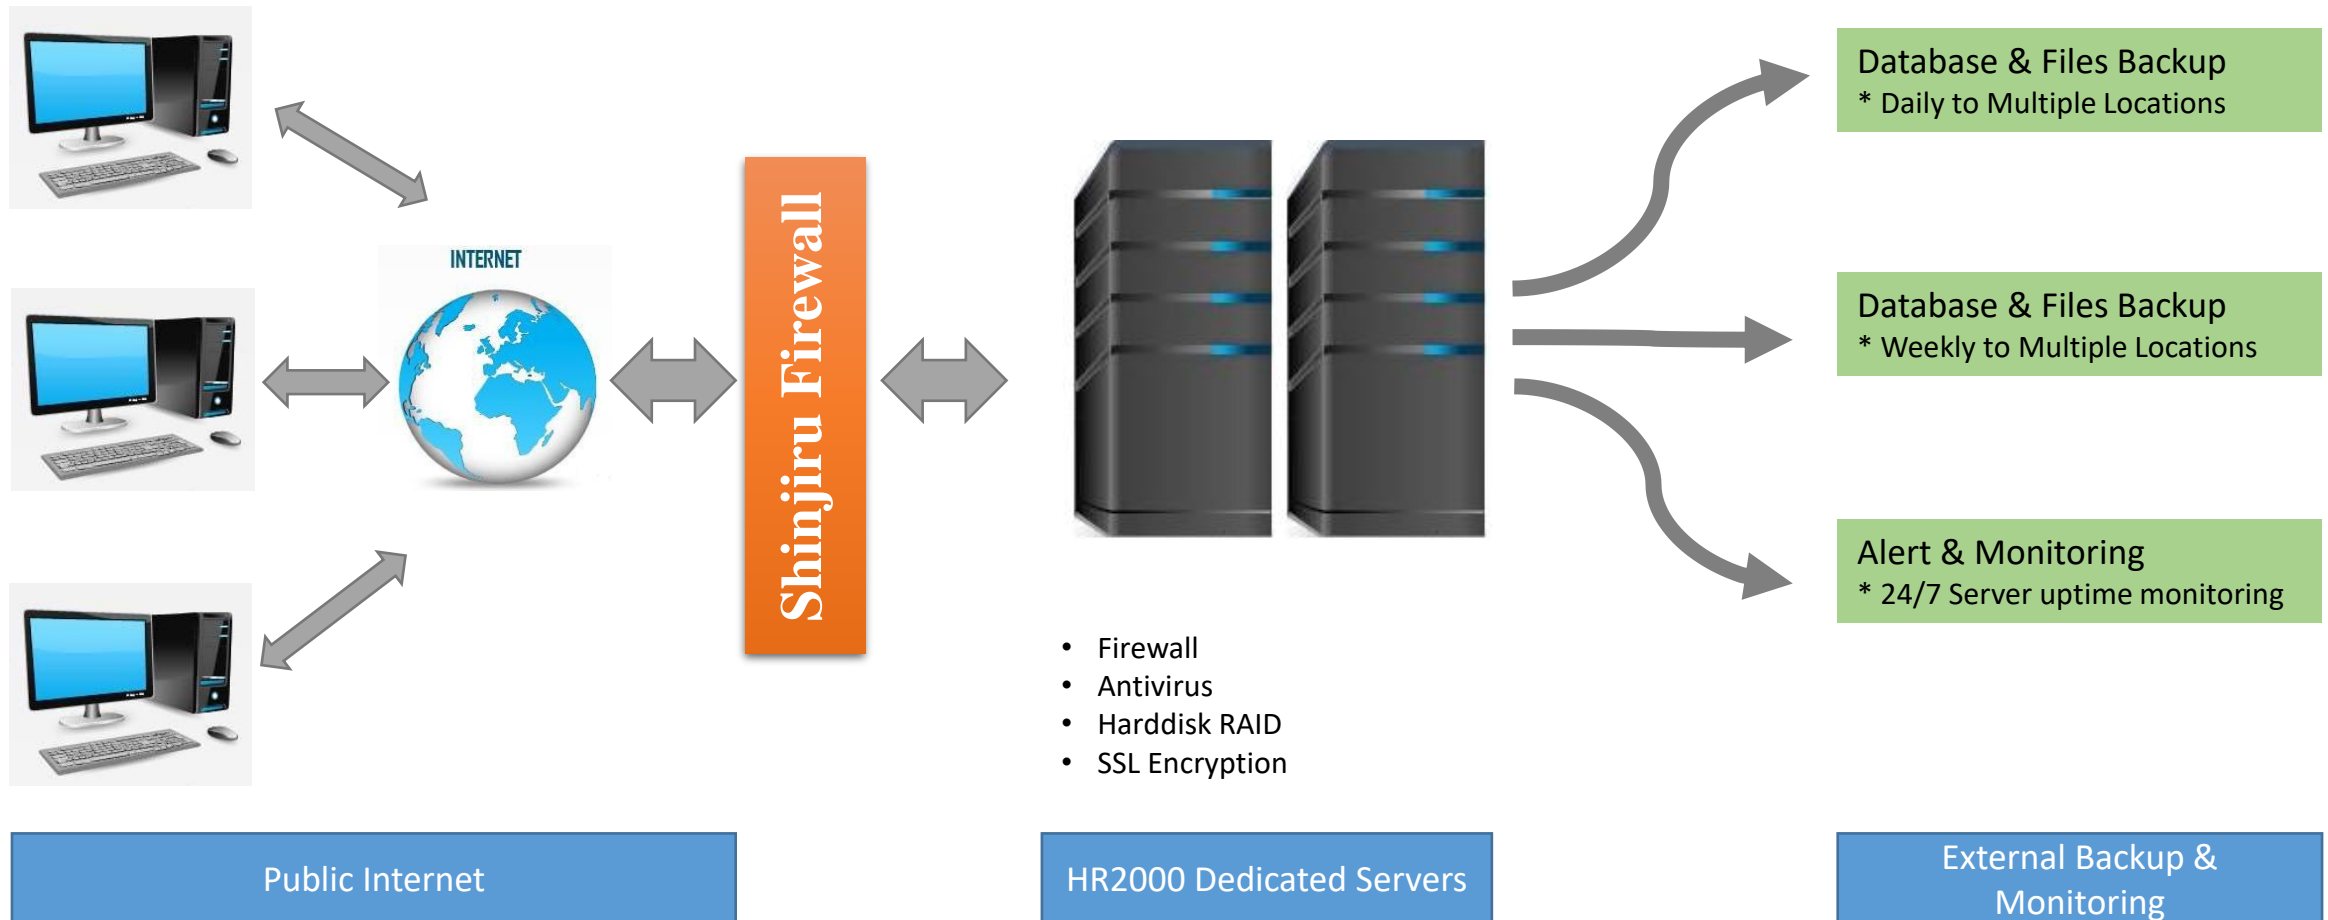 INTERNET
Shinjiru Firewall
• Firewall
• Antivirus
• Harddisk RAID
• SSL Encryption
Database & Files Backup
* Daily to Multiple Locations
Database & Files Backup
* Weekly to Multiple Locations
Alert & Monitoring
* 24/7 Server uptime monitoring
Public Internet
HR2000 Dedicated Servers
External Backup &
Monitoring